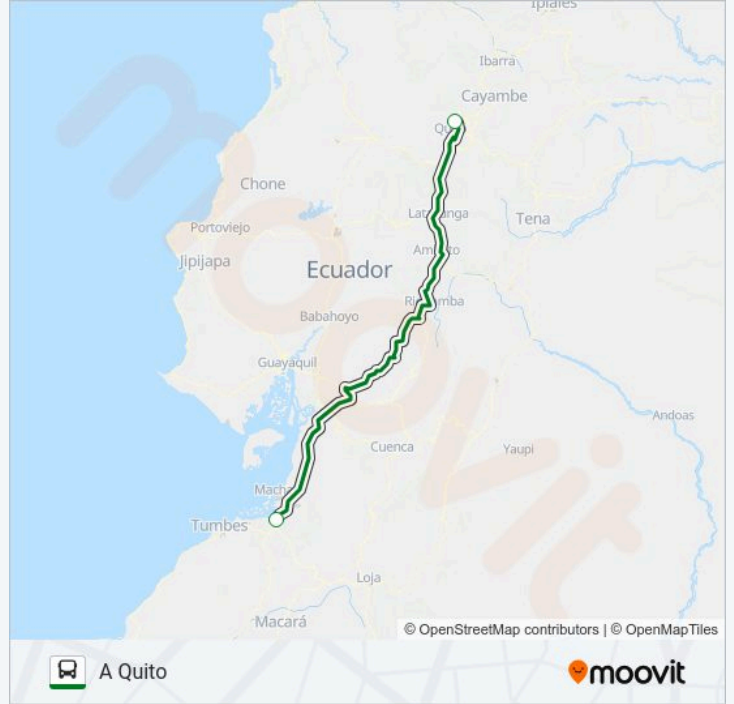 Ipiales
Ibarra
Cayambe
Chone
Tena
Portoviejo
Jipijapa
Ecuador
Babahoyo
Guayaquil
Andoas
Cuenca
Yaupi
Tumbes
Loja
Macará
© OpenStreetMap contributors | © OpenMapTiles
A Quito
moovit
moovit